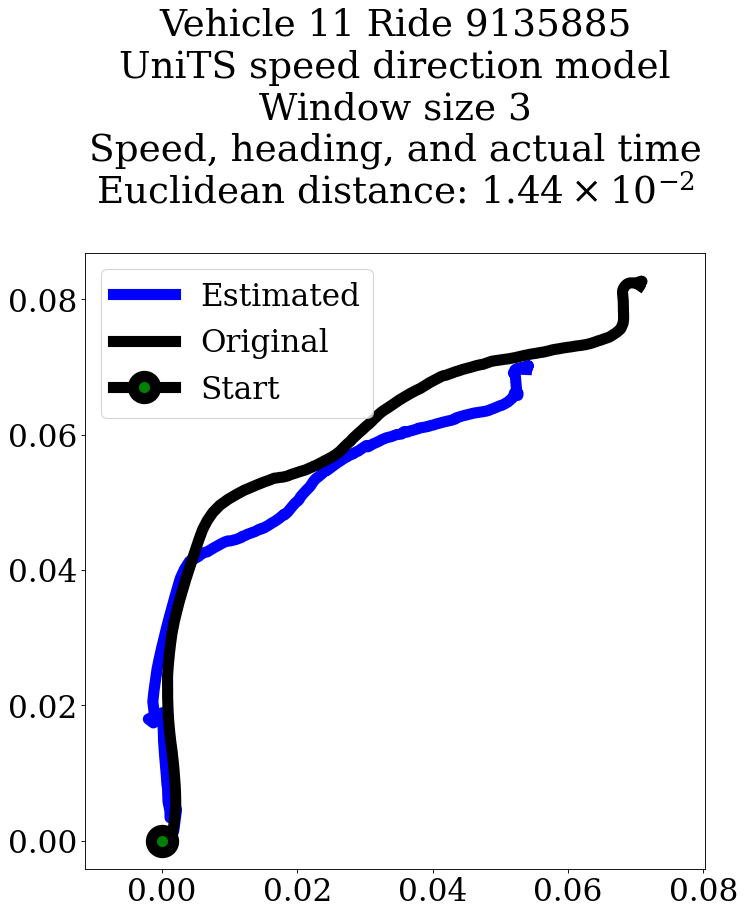 Vehicle 11 Ride 9135885
UniTS speed direction model
Window size 3
Speed, heading, and actual time
Euclidean distance: 1.44 × 10⁻²
Estimated
Original
Start
0.08
0.06
0.04
0.02
0.00
0.00 0.02 0.04 0.06 0.08